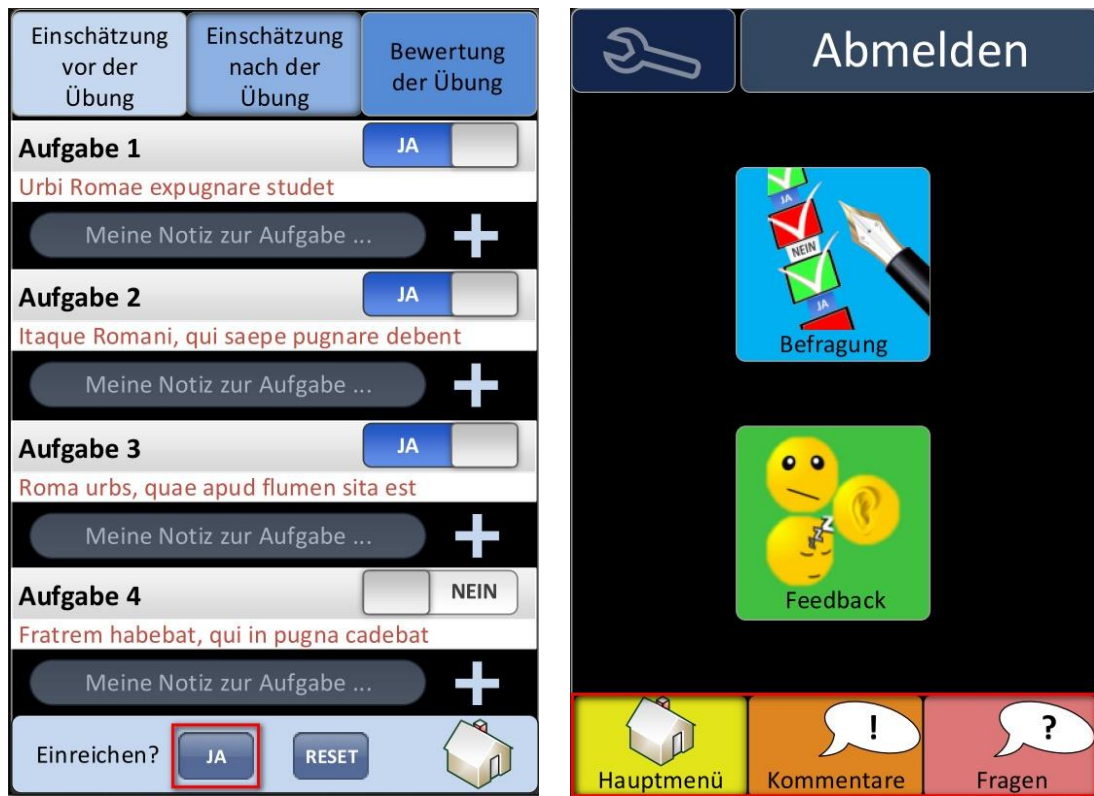 Einschätzung
vor der
Übung
Einschätzung
nach der
Übung
Bewertung
der Übung
Aufgabe 1
JA
Urbi Romae expugnare studet
Meine Notiz zur Aufgabe ...
Aufgabe 2
JA
Itaque Romani, qui saepe pugnare debent
Meine Notiz zur Aufgabe ...
Aufgabe 3
JA
Roma urbs, quae apud flumen sita est
Meine Notiz zur Aufgabe ...
Aufgabe 4
NEIN
Fratrem habebat, qui in pugna cadebat
Meine Notiz zur Aufgabe ...
Einreichen?
JA
RESET
Abmelden
JA
NEIN
JA
Befragung
zzz
Feedback
Hauptmenü
!
Kommentare
?
Fragen